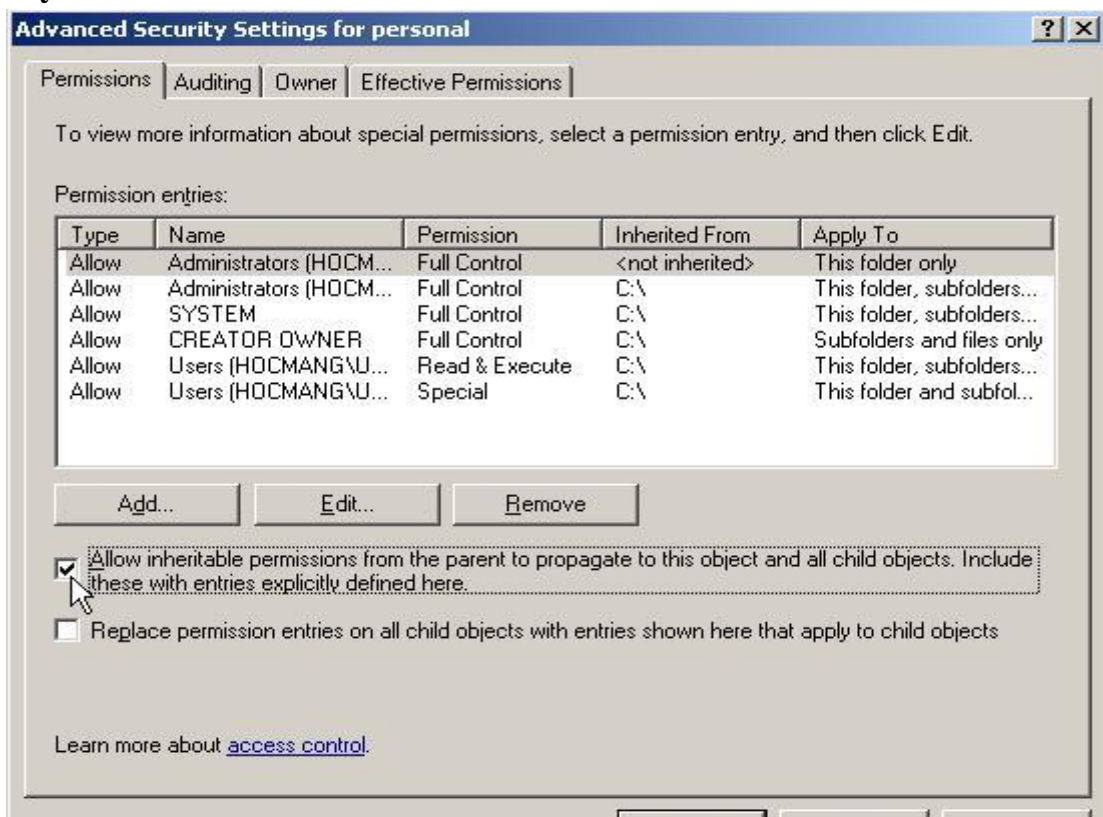 Advanced Security Settings for personal
Permissions Auditing Owner Effective Permissions
To view more information about special permissions, select a permission entry, and then click Edit.
Permission entries:
Type Name Permission Inherited From Apply To
Allow Administrators (HOCM... Full Control <not inherited> This folder only
Allow Administrators (HOCM... Full Control C:\ This folder, subfolders...
Allow SYSTEM Full Control C:\ This folder, subfolders...
Allow CREATOR OWNER Full Control C:\ Subfolders and files only
Allow Users (HOCMANG\U... Read & Execute C:\ This folder, subfolders...
Allow Users (HOCMANG\U... Special C:\ This folder and subfol...
Add... Edit... Remove
Allow inheritable permissions from the parent to propagate to this object and all child objects. Include
these with entries explicitly defined here.
Replace permission entries on all child objects with entries shown here that apply to child objects
Learn more about access control.